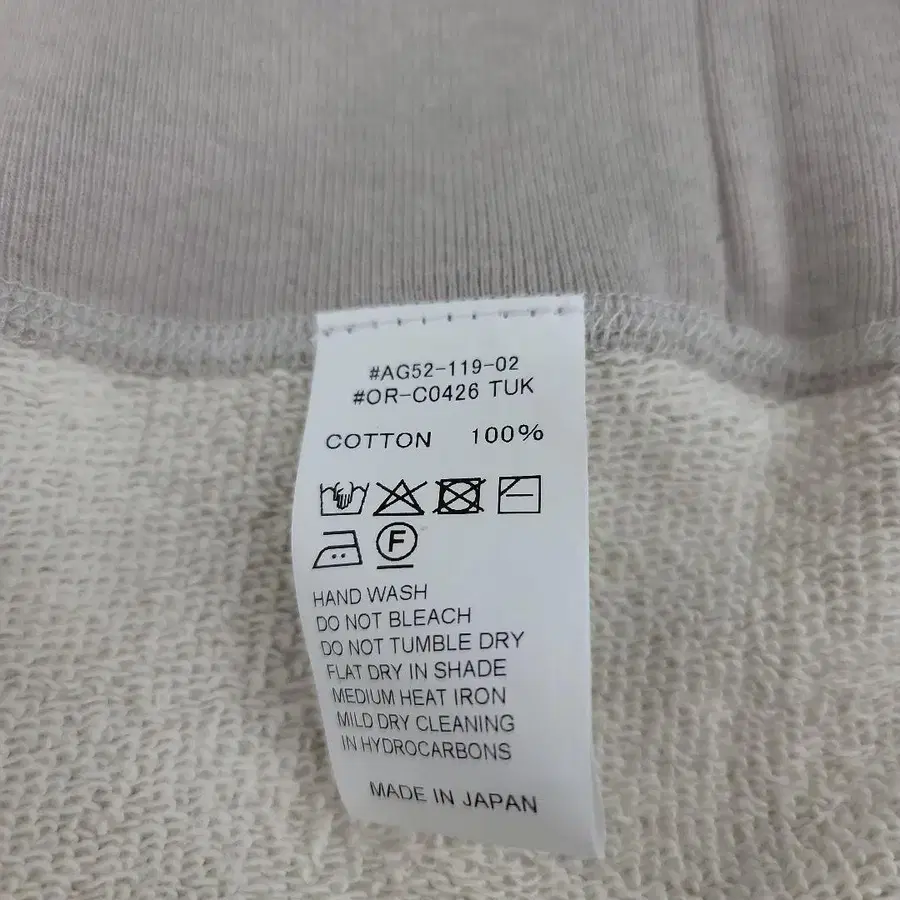 #AG52-119-02
#OR-C0426 TUK
COTTON 100%
F
HAND WASH
DO NOT BLEACH
DO NOT TUMBLE DRY
FLAT DRY IN SHADE
MEDIUM HEAT IRON
MILD DRY CLEANING
IN HYDROCARBONS
MADE IN JAPAN